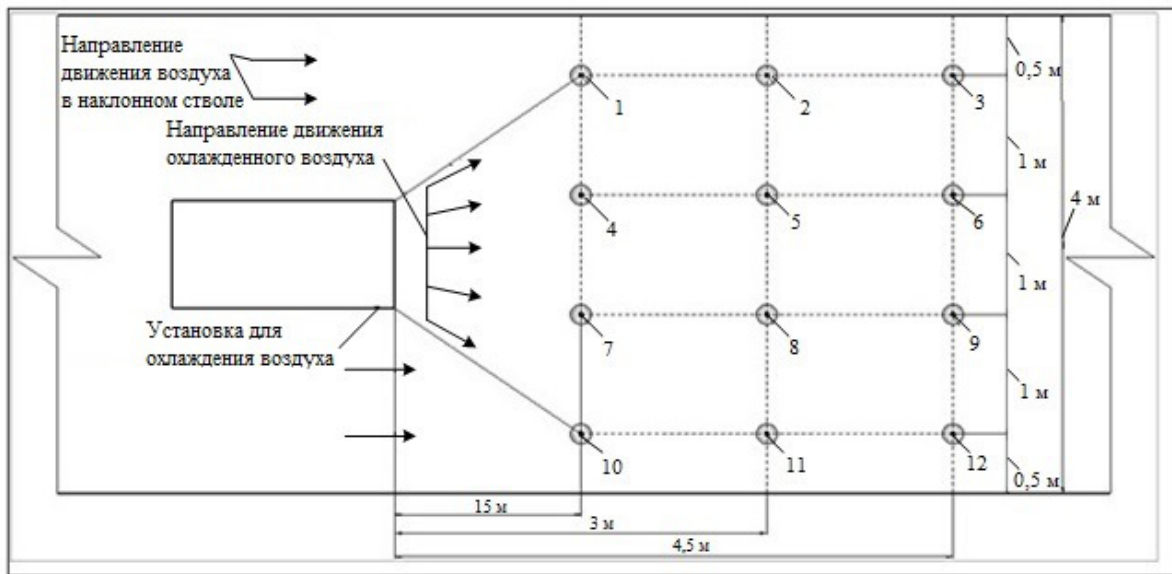 Направление
движения воздуха
в наклонном стволе
Направление движения
охлажденного воздуха
Установка для
охлаждения воздуха
1
2
3
4
5
6
7
8
9
10
11
12
0,5 м
1 м
1 м
1 м
0,5 м
4 м
15 м
3 м
4,5 м